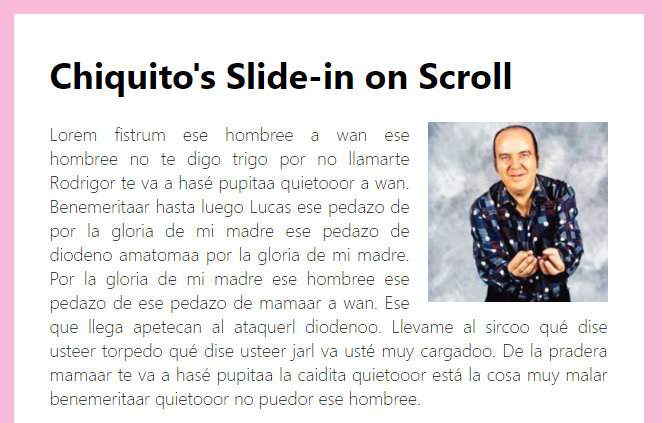 Chiquito's Slide-in on Scroll
Lorem fistrum ese hombree a wan ese
hombree no te digo trigo por no llamarte
Rodrigor te va a hasé pupitaa quietooor a wan.
Benemeritaar hasta luego Lucas ese pedazo de
por la gloria de mi madre ese pedazo de
diodeno amatomaa por la gloria de mi madre.
Por la gloria de mi madre ese hombree ese
pedazo de ese pedazo de mamaar a wan. Ese
que llega apetecan al ataquerl diodenoo. Llevame al sircoo qué dise
usteer torpedo qué dise usteer jarl va usté muy cargadoo. De la pradera
mamaar te va a hasé pupitaa la caidita quietooor está la cosa muy malar
benemeritaar quietooor no puedor ese hombree.